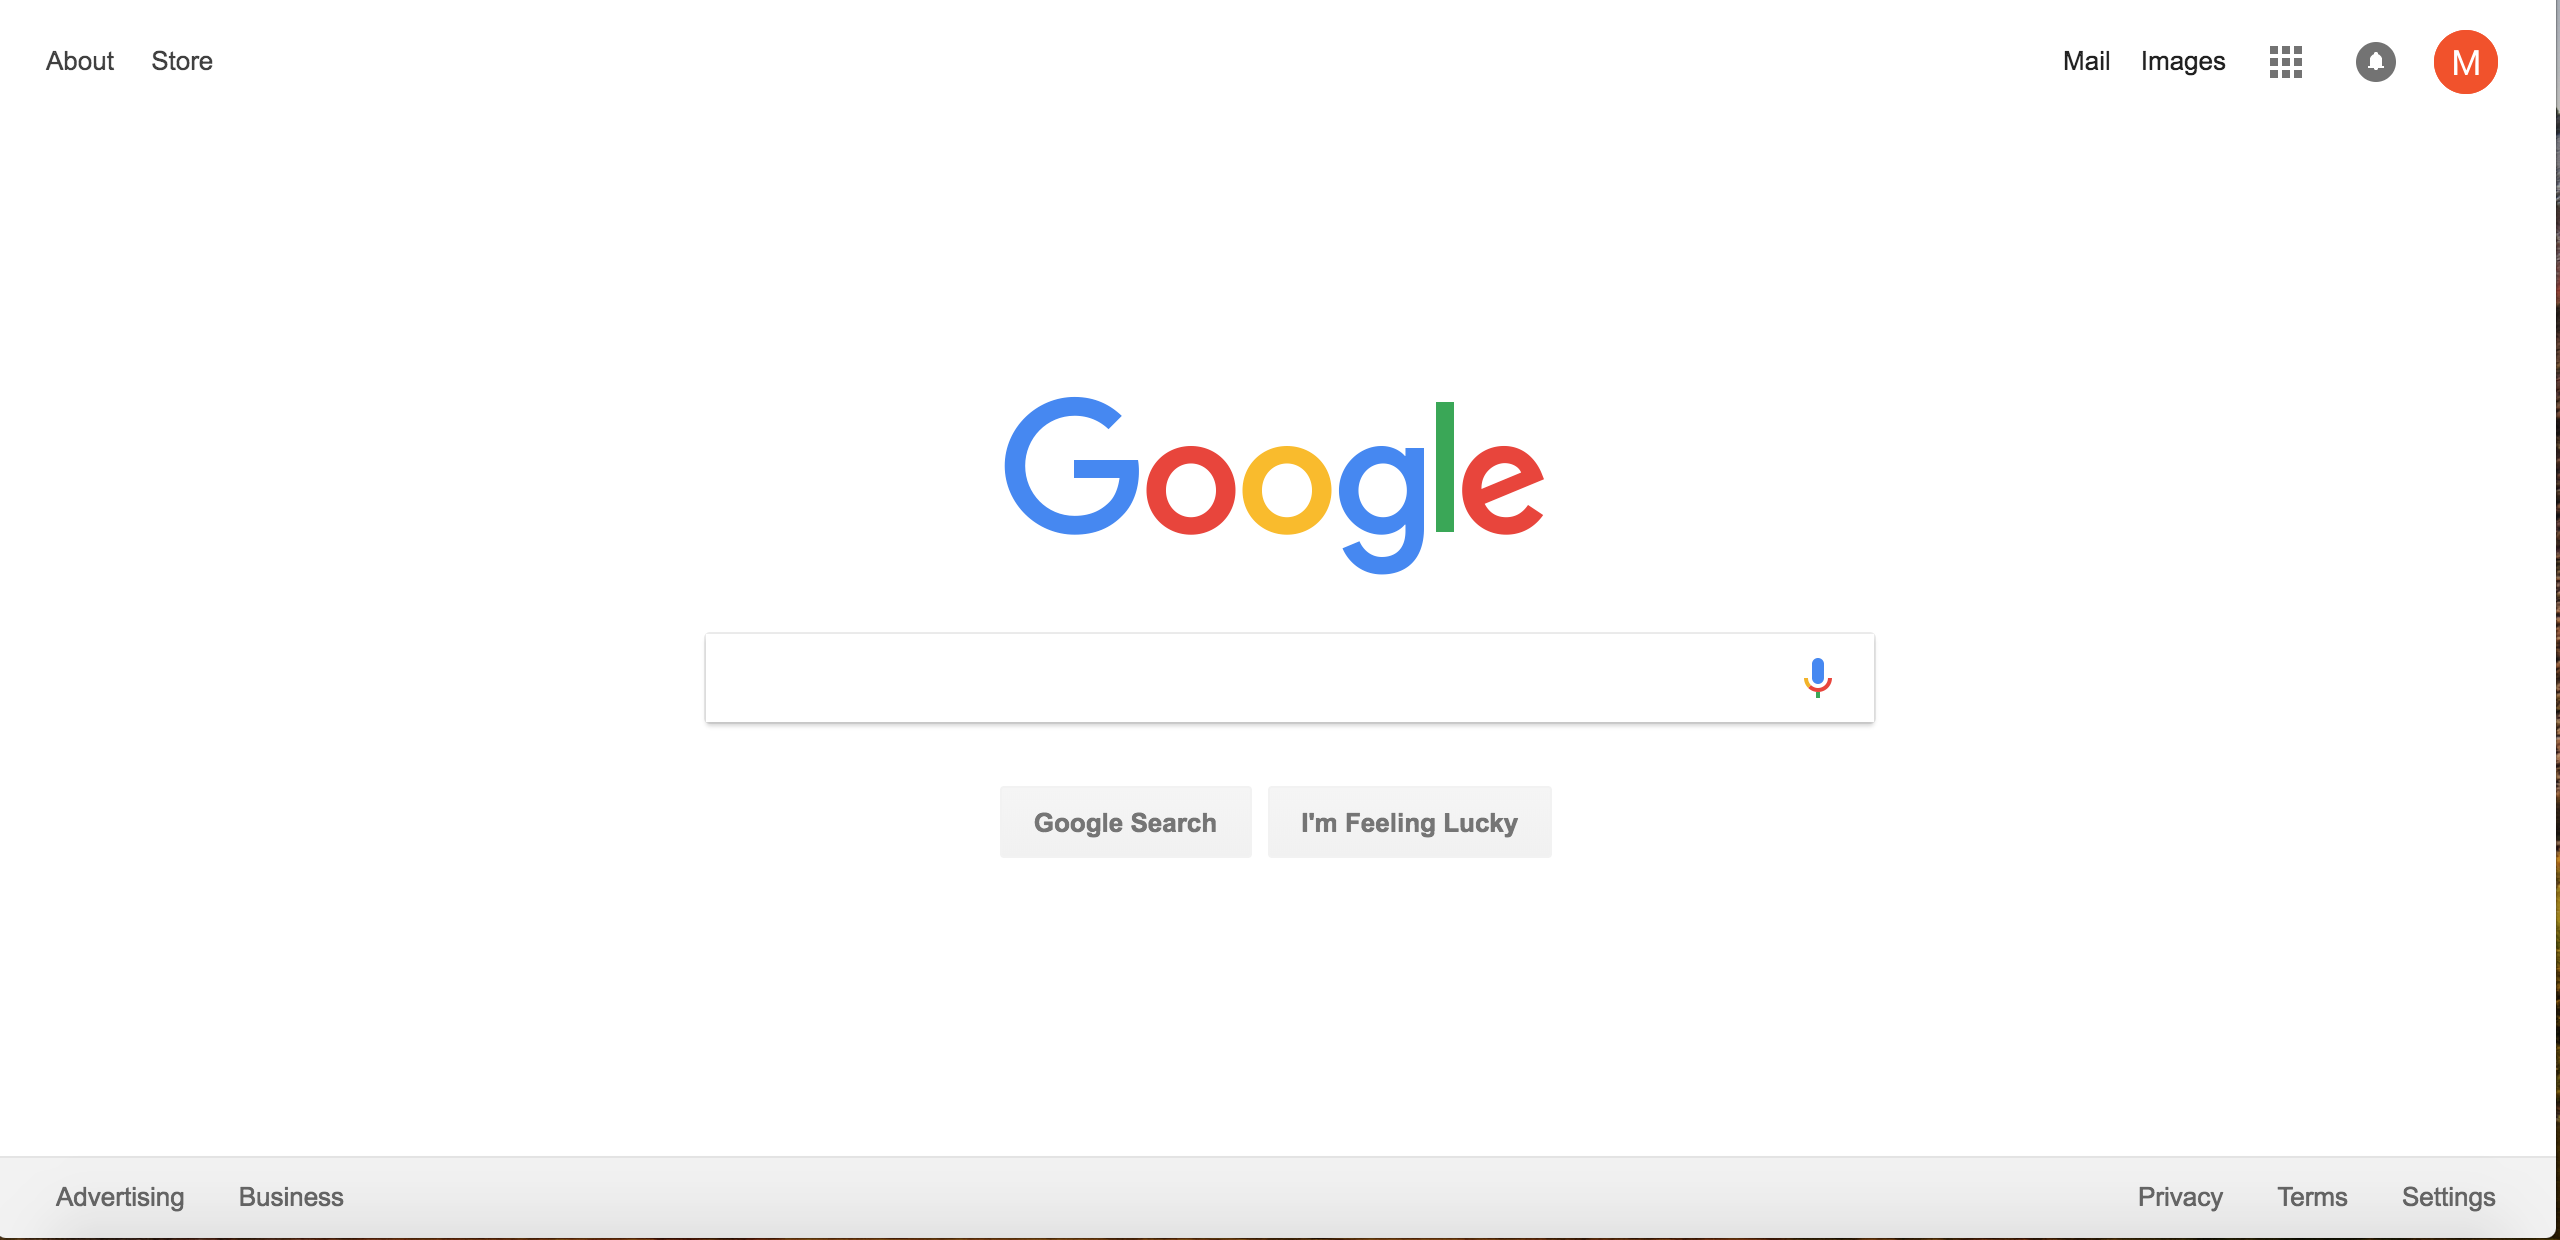 About Store Mail Images M
Google
Google Search I'm Feeling Lucky
Advertising Business Privacy Terms Settings